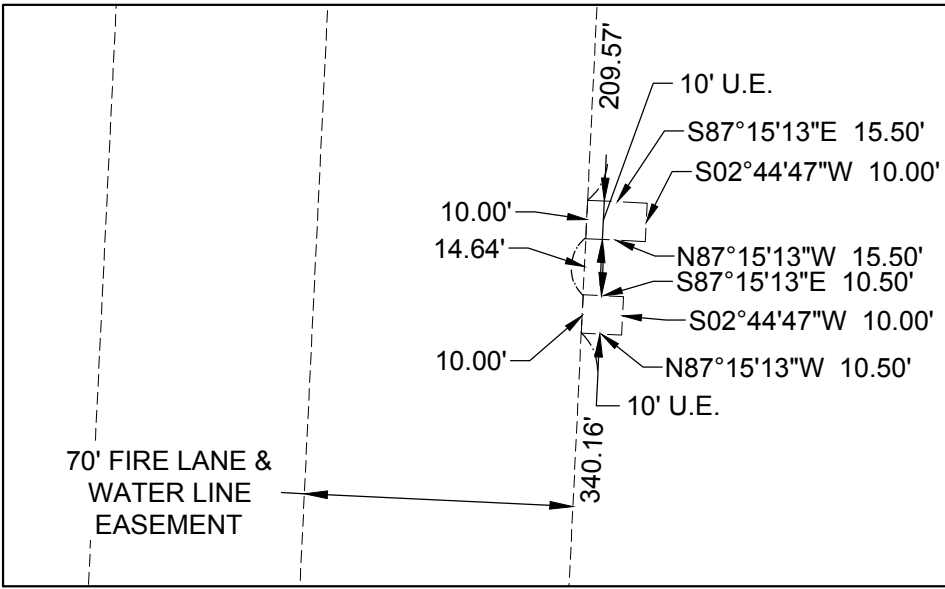 209.57'
10' U.E.
S87°15'13"E 15.50'
S02°44'47"W 10.00'
10.00'
14.64'
N87°15'13"W 15.50'
S87°15'13"E 10.50'
S02°44'47"W 10.00'
10.00'
N87°15'13"W 10.50'
10' U.E.
340.16'
70' FIRE LANE &
WATER LINE
EASEMENT